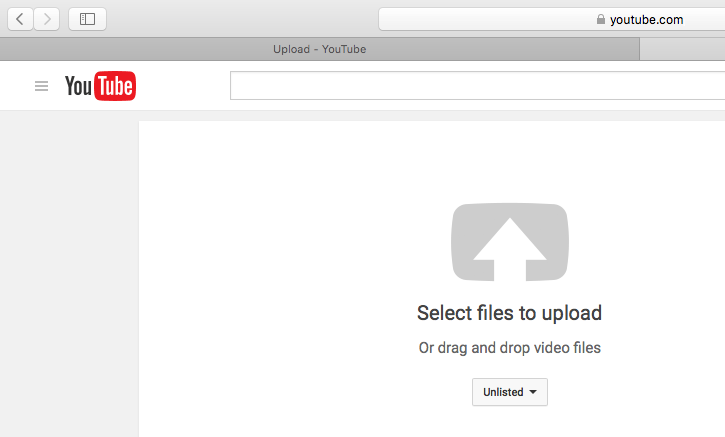 youtube.com
Upload - YouTube
YouTube
Select files to upload
Or drag and drop video files
Unlisted